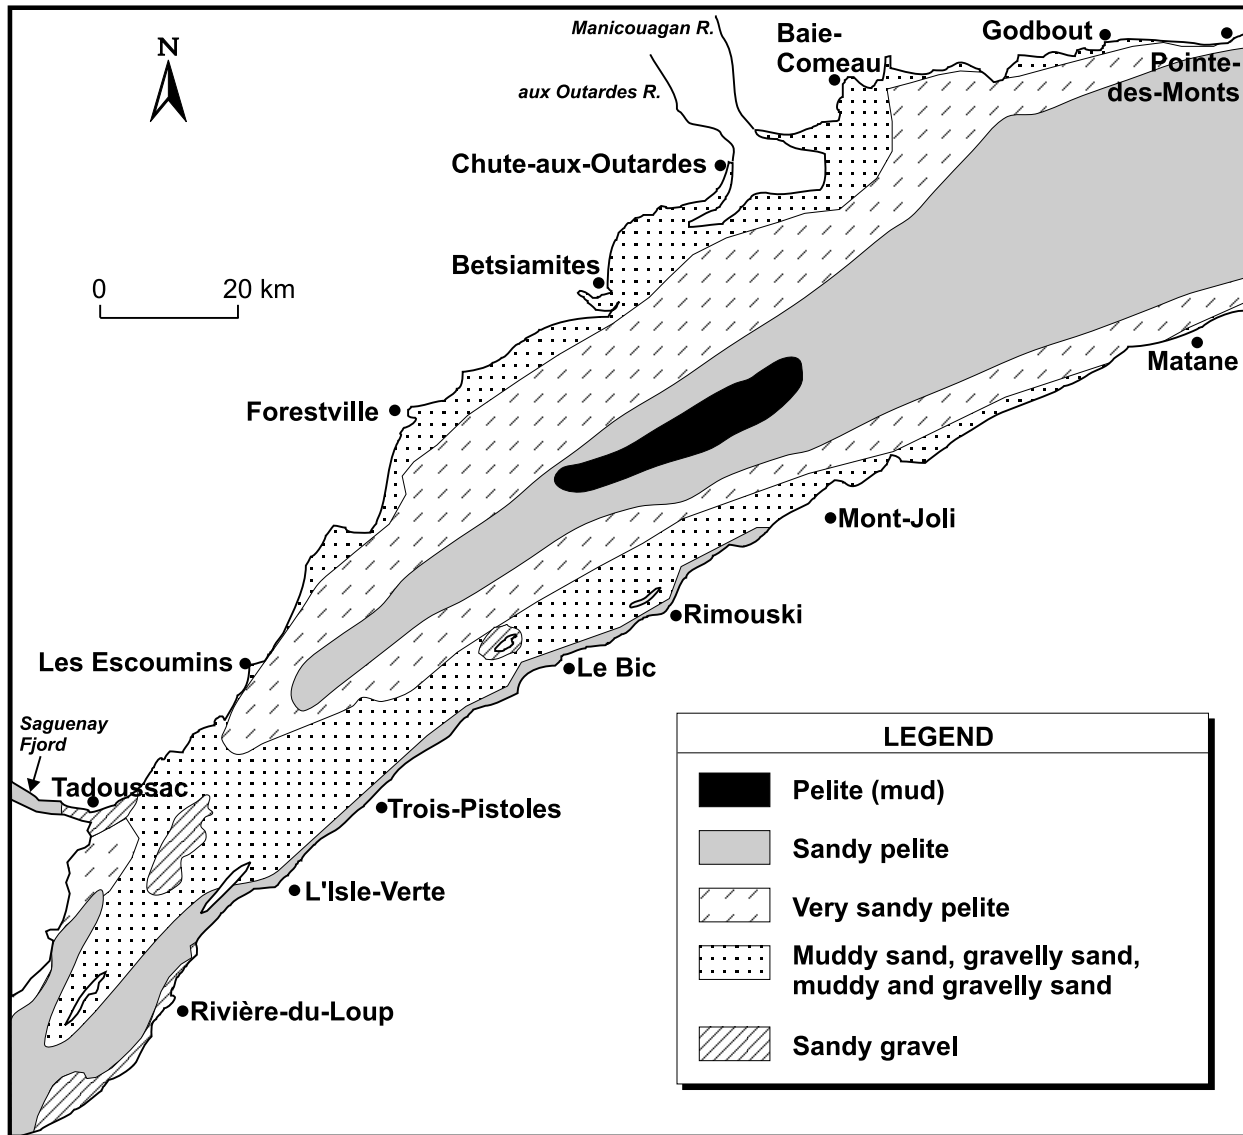 Manicouagan R.
Baie-
Comeau
Godbout
Pointe-
des-Monts
N
aux Outardes R.
Chute-aux-Outardes
Betsiamites
0 20 km
Matane
Forestville
Mont-Joli
Rimouski
Les Escoumins
Le Bic
Saguenay
Fjord
Tadoussac
Trois-Pistoles
L'Isle-Verte
Rivière-du-Loup
LEGEND
Pelite (mud)
Sandy pelite
Very sandy pelite
Muddy sand, gravelly sand,
muddy and gravelly sand
Sandy gravel